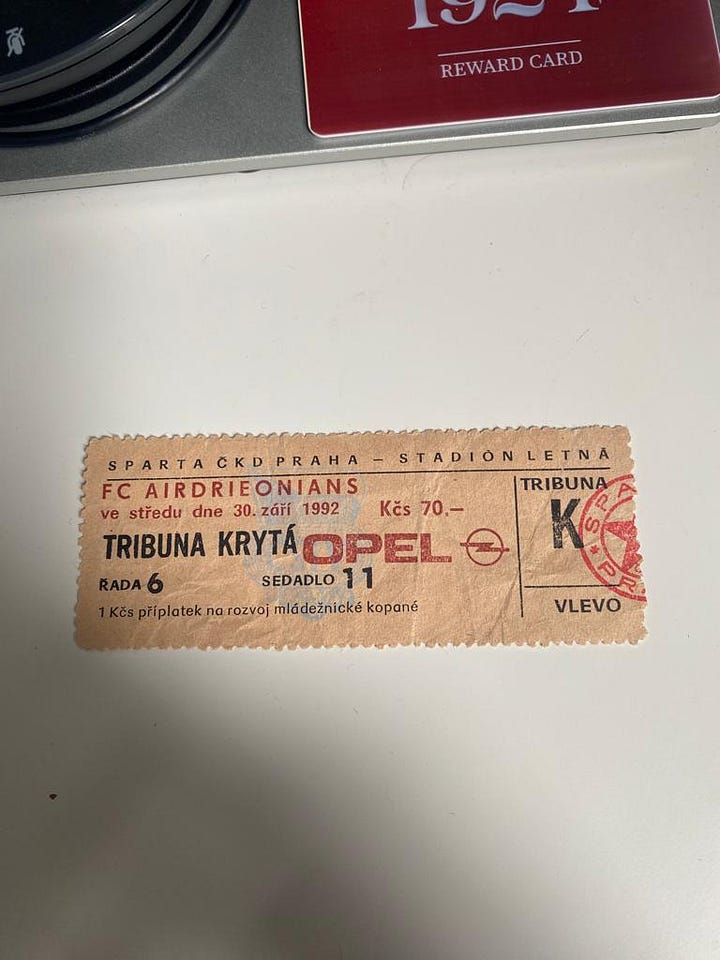 REWARD CARD
SPARTA ČKD PRAHA – STADIÓN LETNÁ
FC AIRDRIEONIANS
ve středu dne 30. září 1992 Kčs 70.–
TRIBUNA KRYTÁ OPEL
ŘADA 6 SEDADLO 11
1 Kčs příplatek na rozvoj mládežnické kopané
TRIBUNA
K
VLEVO